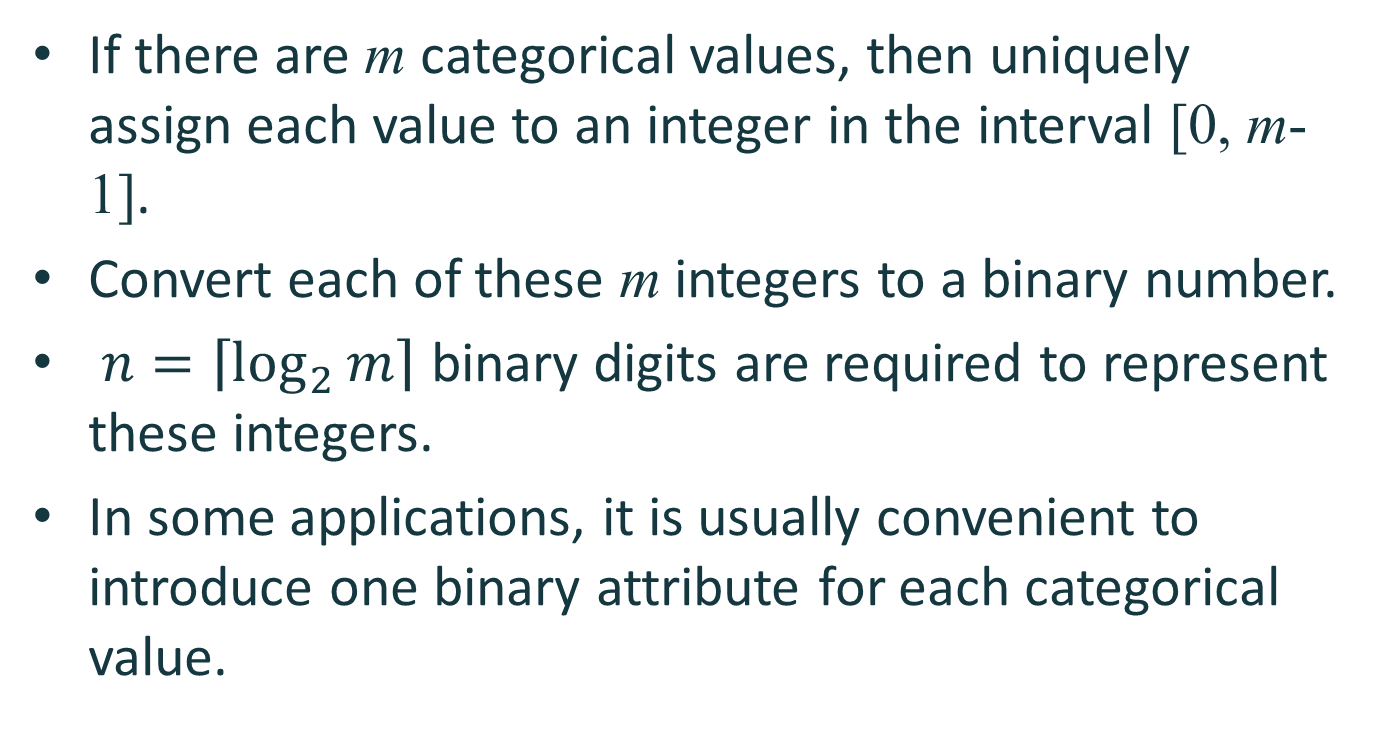 • If there are m categorical values, then uniquely
assign each value to an integer in the interval [0, m-
1].
• Convert each of these m integers to a binary number.
• n = ⌈log₂ m⌉ binary digits are required to represent
these integers.
• In some applications, it is usually convenient to
introduce one binary attribute for each categorical
value.